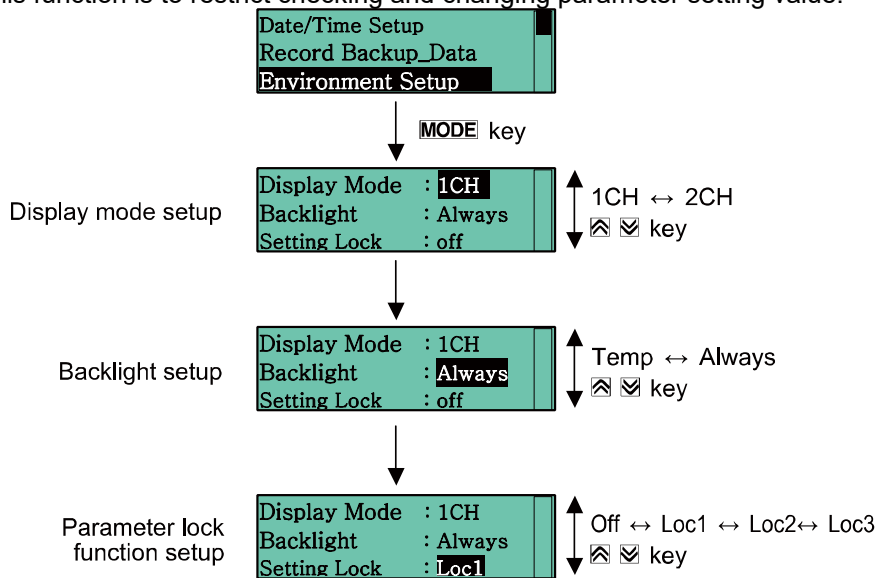 his function is to restrict checking and changing parameter setting value.
Date/Time Setup
Record Backup_Data
Environment Setup
MODE key
Display mode setup
Display Mode : 1CH
Backlight : Always
Setting Lock : off
1CH ↔ 2CH
key
Backlight setup
Display Mode : 1CH
Backlight : Always
Setting Lock : off
Temp ↔ Always
key
Parameter lock
function setup
Display Mode : 1CH
Backlight : Always
Setting Lock : Loc1
Off ↔ Loc1 ↔ Loc2↔ Loc3
key